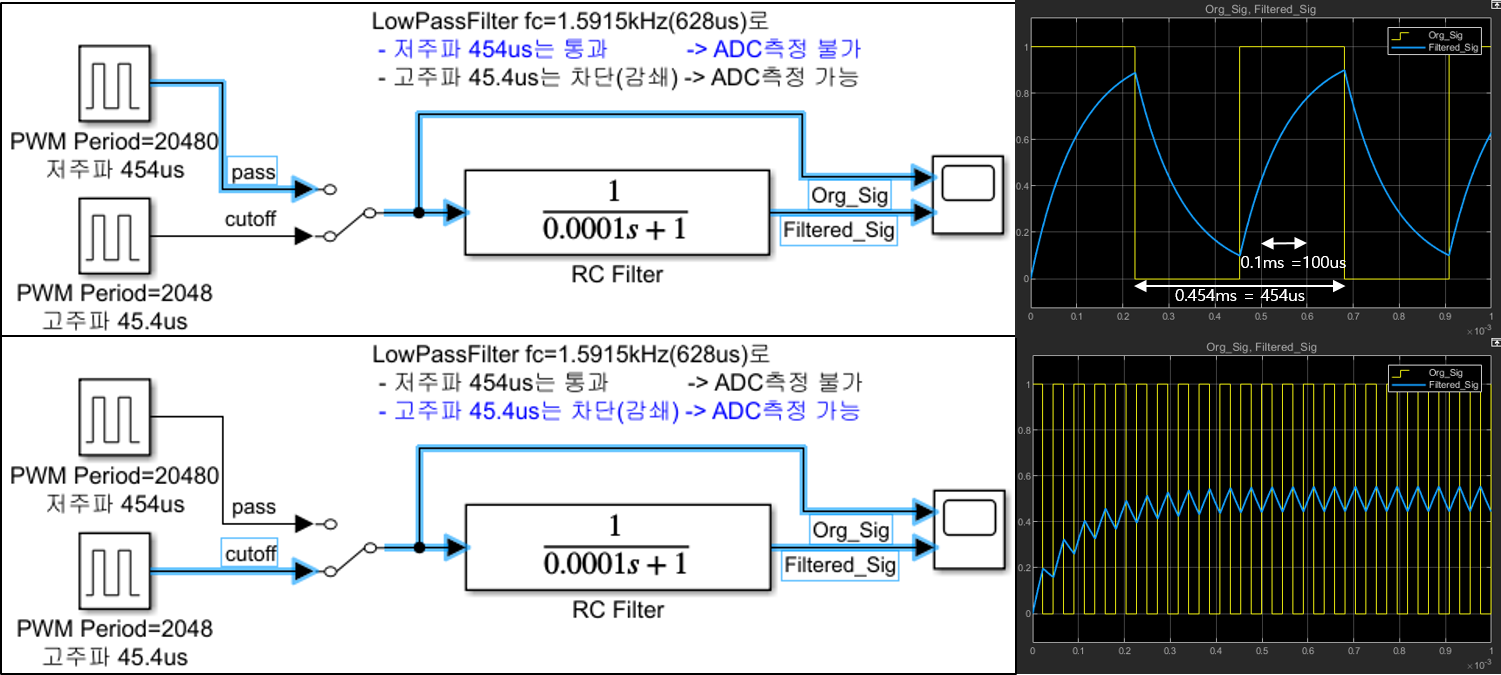 LowPassFilter fc=1.5915kHz(628us)로
- 저주파 454us는 통과 -> ADC측정 불가
- 고주파 45.4us는 차단(감쇄) -> ADC측정 가능
PWM Period=20480
저주파 454us
pass
cutoff
PWM Period=2048
고주파 45.4us
1
0.0001s + 1
RC Filter
Org_Sig
Filtered_Sig
Org_Sig, Filtered_Sig
Org_Sig
Filtered_Sig
1
0.8
0.6
0.4
0.2
0
0.1ms =100us
0.454ms = 454us
0 0.1 0.2 0.3 0.4 0.5 0.6 0.7 0.8 0.9 1
×10⁻³
LowPassFilter fc=1.5915kHz(628us)로
- 저주파 454us는 통과 -> ADC측정 불가
- 고주파 45.4us는 차단(감쇄) -> ADC측정 가능
PWM Period=20480
저주파 454us
pass
cutoff
PWM Period=2048
고주파 45.4us
1
0.0001s + 1
RC Filter
Org_Sig
Filtered_Sig
Org_Sig, Filtered_Sig
Org_Sig
Filtered_Sig
1
0.8
0.6
0.4
0.2
0
0 0.1 0.2 0.3 0.4 0.5 0.6 0.7 0.8 0.9 1
×10⁻³